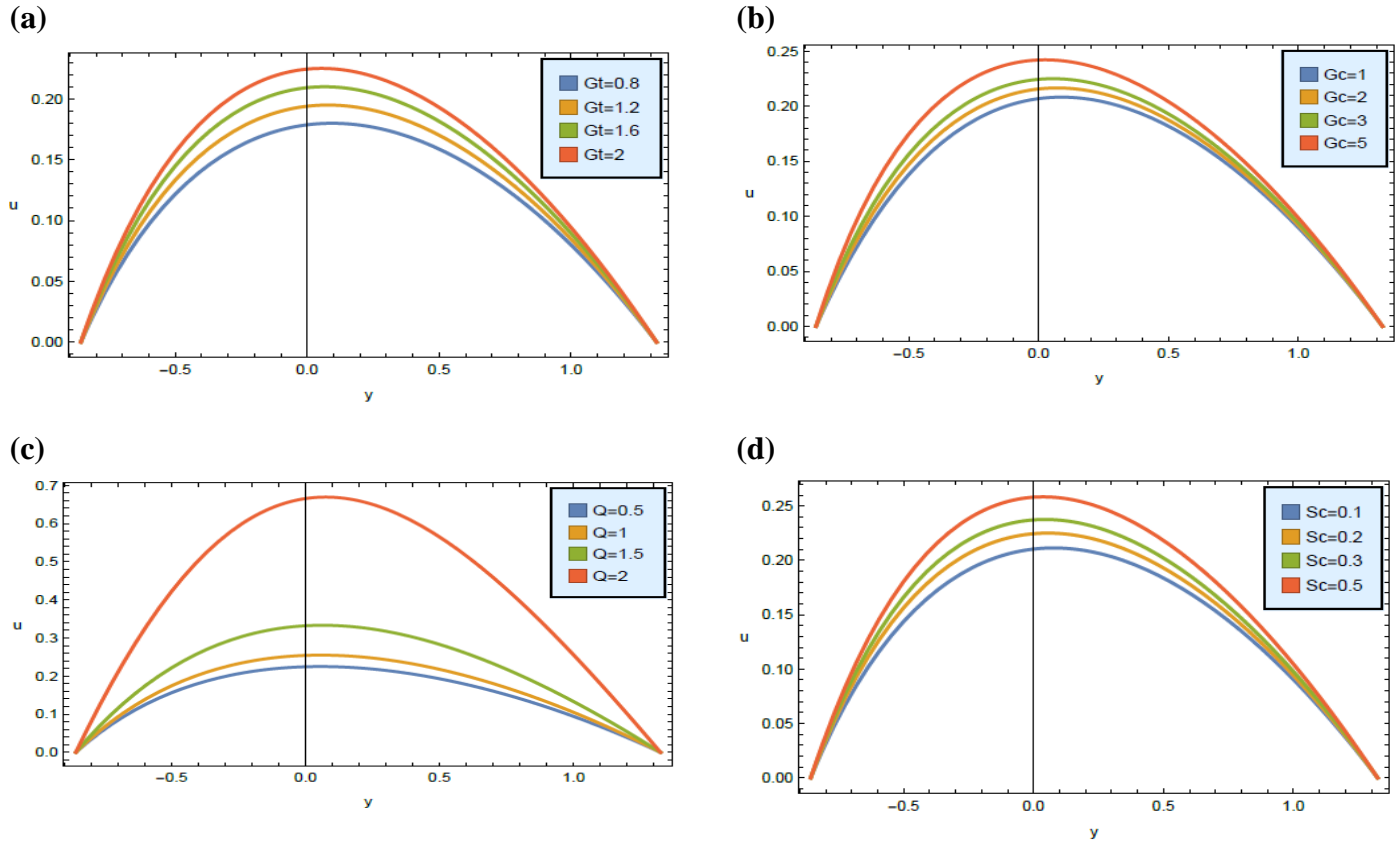 (a)
Gt=0.8
Gt=1.2
Gt=1.6
Gt=2
0.20
0.15
0.10
0.05
0.00
u
−0.5
0.0
0.5
1.0
y
(b)
Gc=1
Gc=2
Gc=3
Gc=5
0.25
0.20
0.15
0.10
0.05
0.00
u
−0.5
0.0
0.5
1.0
y
(c)
Q=0.5
Q=1
Q=1.5
Q=2
0.7
0.6
0.5
0.4
0.3
0.2
0.1
0.0
u
−0.5
0.0
0.5
1.0
y
(d)
Sc=0.1
Sc=0.2
Sc=0.3
Sc=0.5
0.25
0.20
0.15
0.10
0.05
0.00
u
−0.5
0.0
0.5
1.0
y